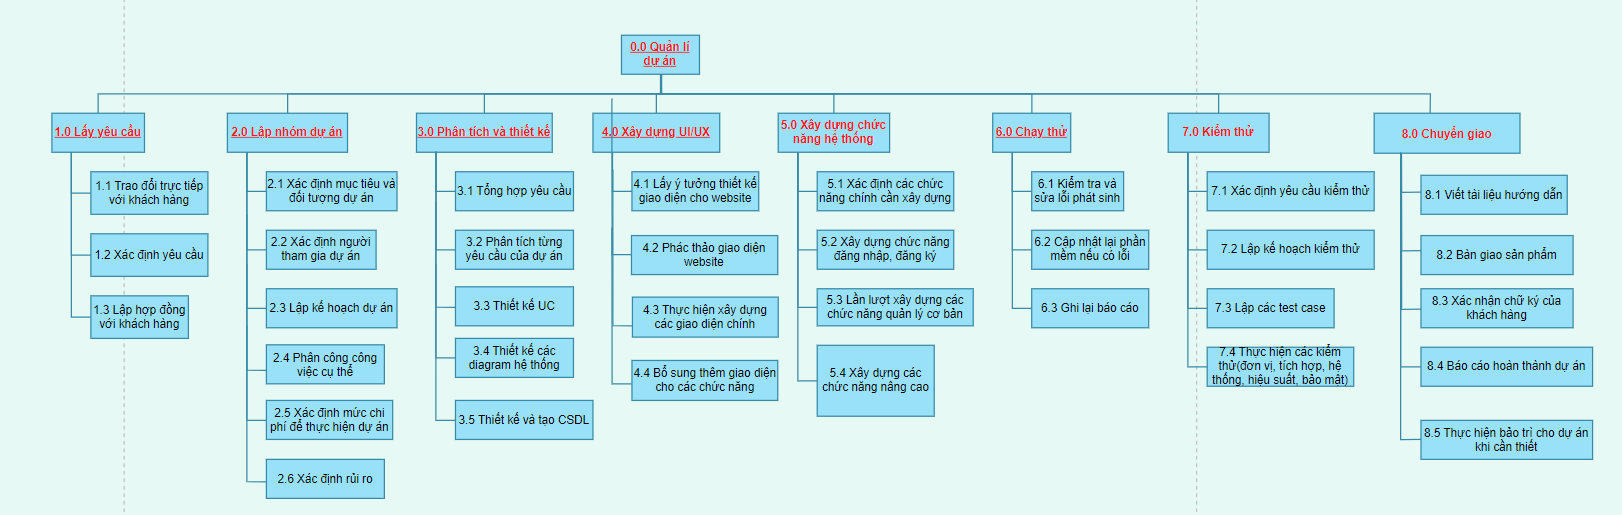 0.0 Quản lí
dự án
1.0 Lấy yêu cầu
1.1 Trao đổi trực tiếp
với khách hàng
1.2 Xác định yêu cầu
1.3 Lập hợp đồng
với khách hàng
2.0 Lập nhóm dự án
2.1 Xác định mục tiêu và
đối tượng dự án
2.2 Xác định người
tham gia dự án
2.3 Lập kế hoạch dự án
2.4 Phân công công
việc cụ thể
2.5 Xác định mức chi
phí để thực hiện dự án
2.6 Xác định rủi ro
3.0 Phân tích và thiết kế
3.1 Tổng hợp yêu cầu
3.2 Phân tích từng
yêu cầu của dự án
3.3 Thiết kế UC
3.4 Thiết kế các
diagram hệ thống
3.5 Thiết kế và tạo CSDL
4.0 Xây dựng UI/UX
4.1 Lấy ý tưởng thiết kế
giao diện cho website
4.2 Phác thảo giao diện
website
4.3 Thực hiện xây dựng
các giao diện chính
4.4 Bổ sung thêm giao diện
cho các chức năng
5.0 Xây dựng chức
năng hệ thống
5.1 Xác định các chức
năng chính cần xây dựng
5.2 Xây dựng chức năng
đăng nhập, đăng ký
5.3 Lần lượt xây dựng các
chức năng quản lý cơ bản
5.4 Xây dựng các
chức năng nâng cao
6.0 Chạy thử
6.1 Kiểm tra và
sửa lỗi phát sinh
6.2 Cập nhật lại phần
mềm nếu có lỗi
6.3 Ghi lại báo cáo
7.0 Kiểm thử
7.1 Xác định yêu cầu kiểm thử
7.2 Lập kế hoạch kiểm thử
7.3 Lập các test case
7.4 Thực hiện các kiểm
thử(đơn vị, tích hợp, hệ
thống, hiệu suất, bảo mật)
8.0 Chuyển giao
8.1 Viết tài liệu hướng dẫn
8.2 Bàn giao sản phẩm
8.3 Xác nhận chữ ký của
khách hàng
8.4 Báo cáo hoàn thành dự án
8.5 Thực hiện bảo trì cho dự án
khi cần thiết